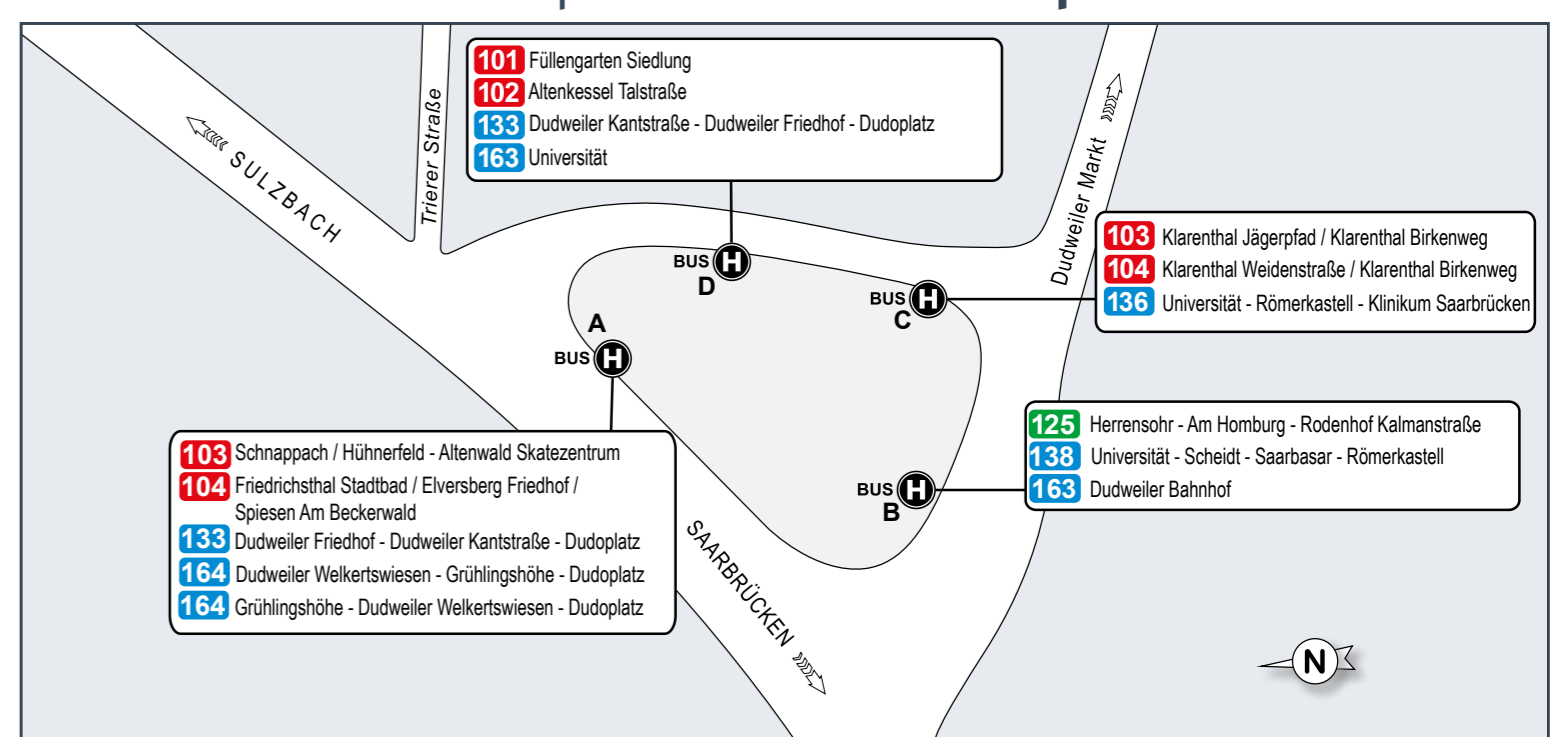 101 Füllengarten Siedlung
102 Altenkessel Talstraße
133 Dudweiler Kantstraße - Dudweiler Friedhof - Dudoplatz
163 Universität
Trierer Straße
SULZBACH
Dudweiler Markt
103 Klarenthal Jägerpfad / Klarenthal Birkenweg
104 Klarenthal Weidenstraße / Klarenthal Birkenweg
136 Universität - Römerkastell - Klinikum Saarbrücken
BUS H
D
BUS H
C
A
BUS H
125 Herrensohr - Am Homburg - Rodenhof Kalmanstraße
138 Universität - Scheidt - Saarbasar - Römerkastell
163 Dudweiler Bahnhof
BUS H
B
103 Schnappach / Hühnerfeld - Altenwald Skatezentrum
104 Friedrichsthal Stadtbad / Elversberg Friedhof /
Spiesen Am Beckerwald
133 Dudweiler Friedhof - Dudweiler Kantstraße - Dudoplatz
164 Dudweiler Welkertswiesen - Grühlingshöhe - Dudoplatz
164 Grühlingshöhe - Dudweiler Welkertswiesen - Dudoplatz
SAARBRÜCKEN
N